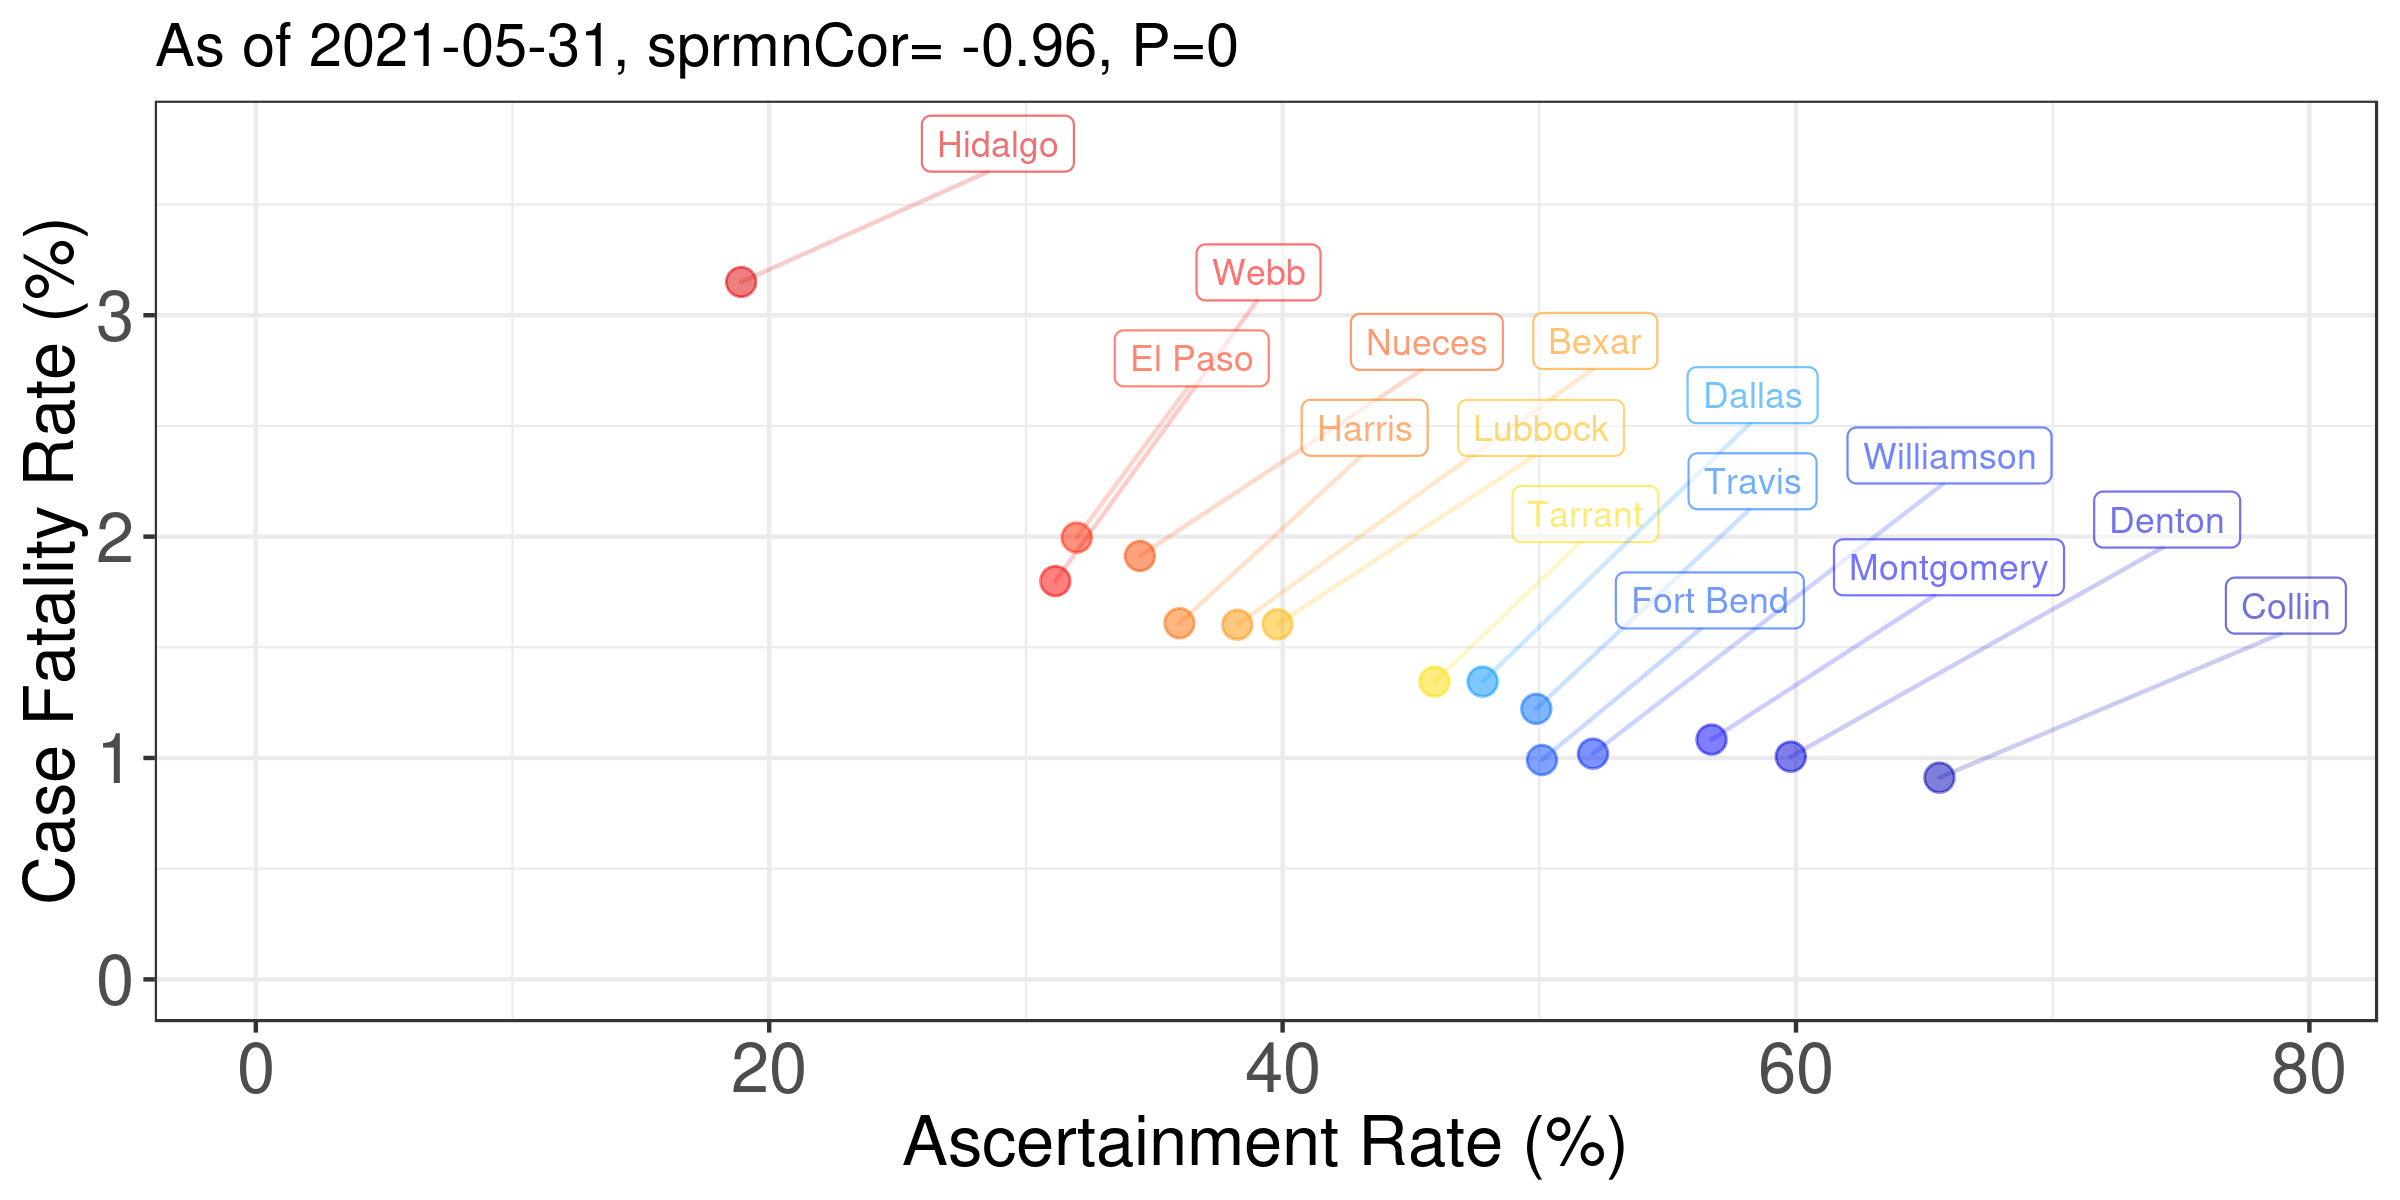 As of 2021-05-31, sprmnCor= -0.96, P=0
Hidalgo
Webb
El Paso
Nueces
Bexar
Harris
Lubbock
Dallas
Tarrant
Travis
Williamson
Fort Bend
Montgomery
Denton
Collin
Case Fatality Rate (%)
3
2
1
0
0 20 40 60 80
Ascertainment Rate (%)